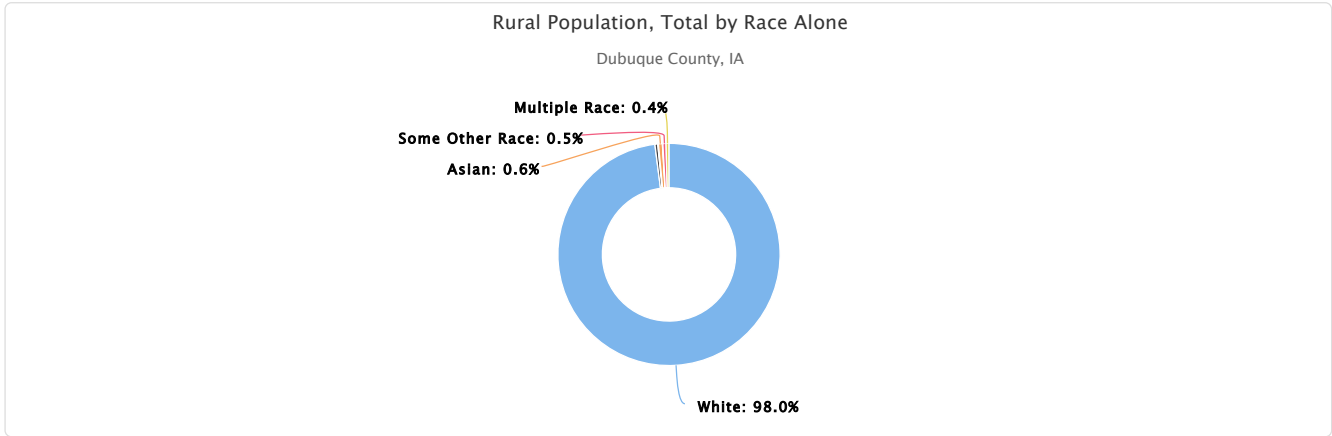 Rural Population, Total by Race Alone
Dubuque County, IA
Multiple Race: 0.4%
Some Other Race: 0.5%
Asian: 0.6%
White: 98.0%